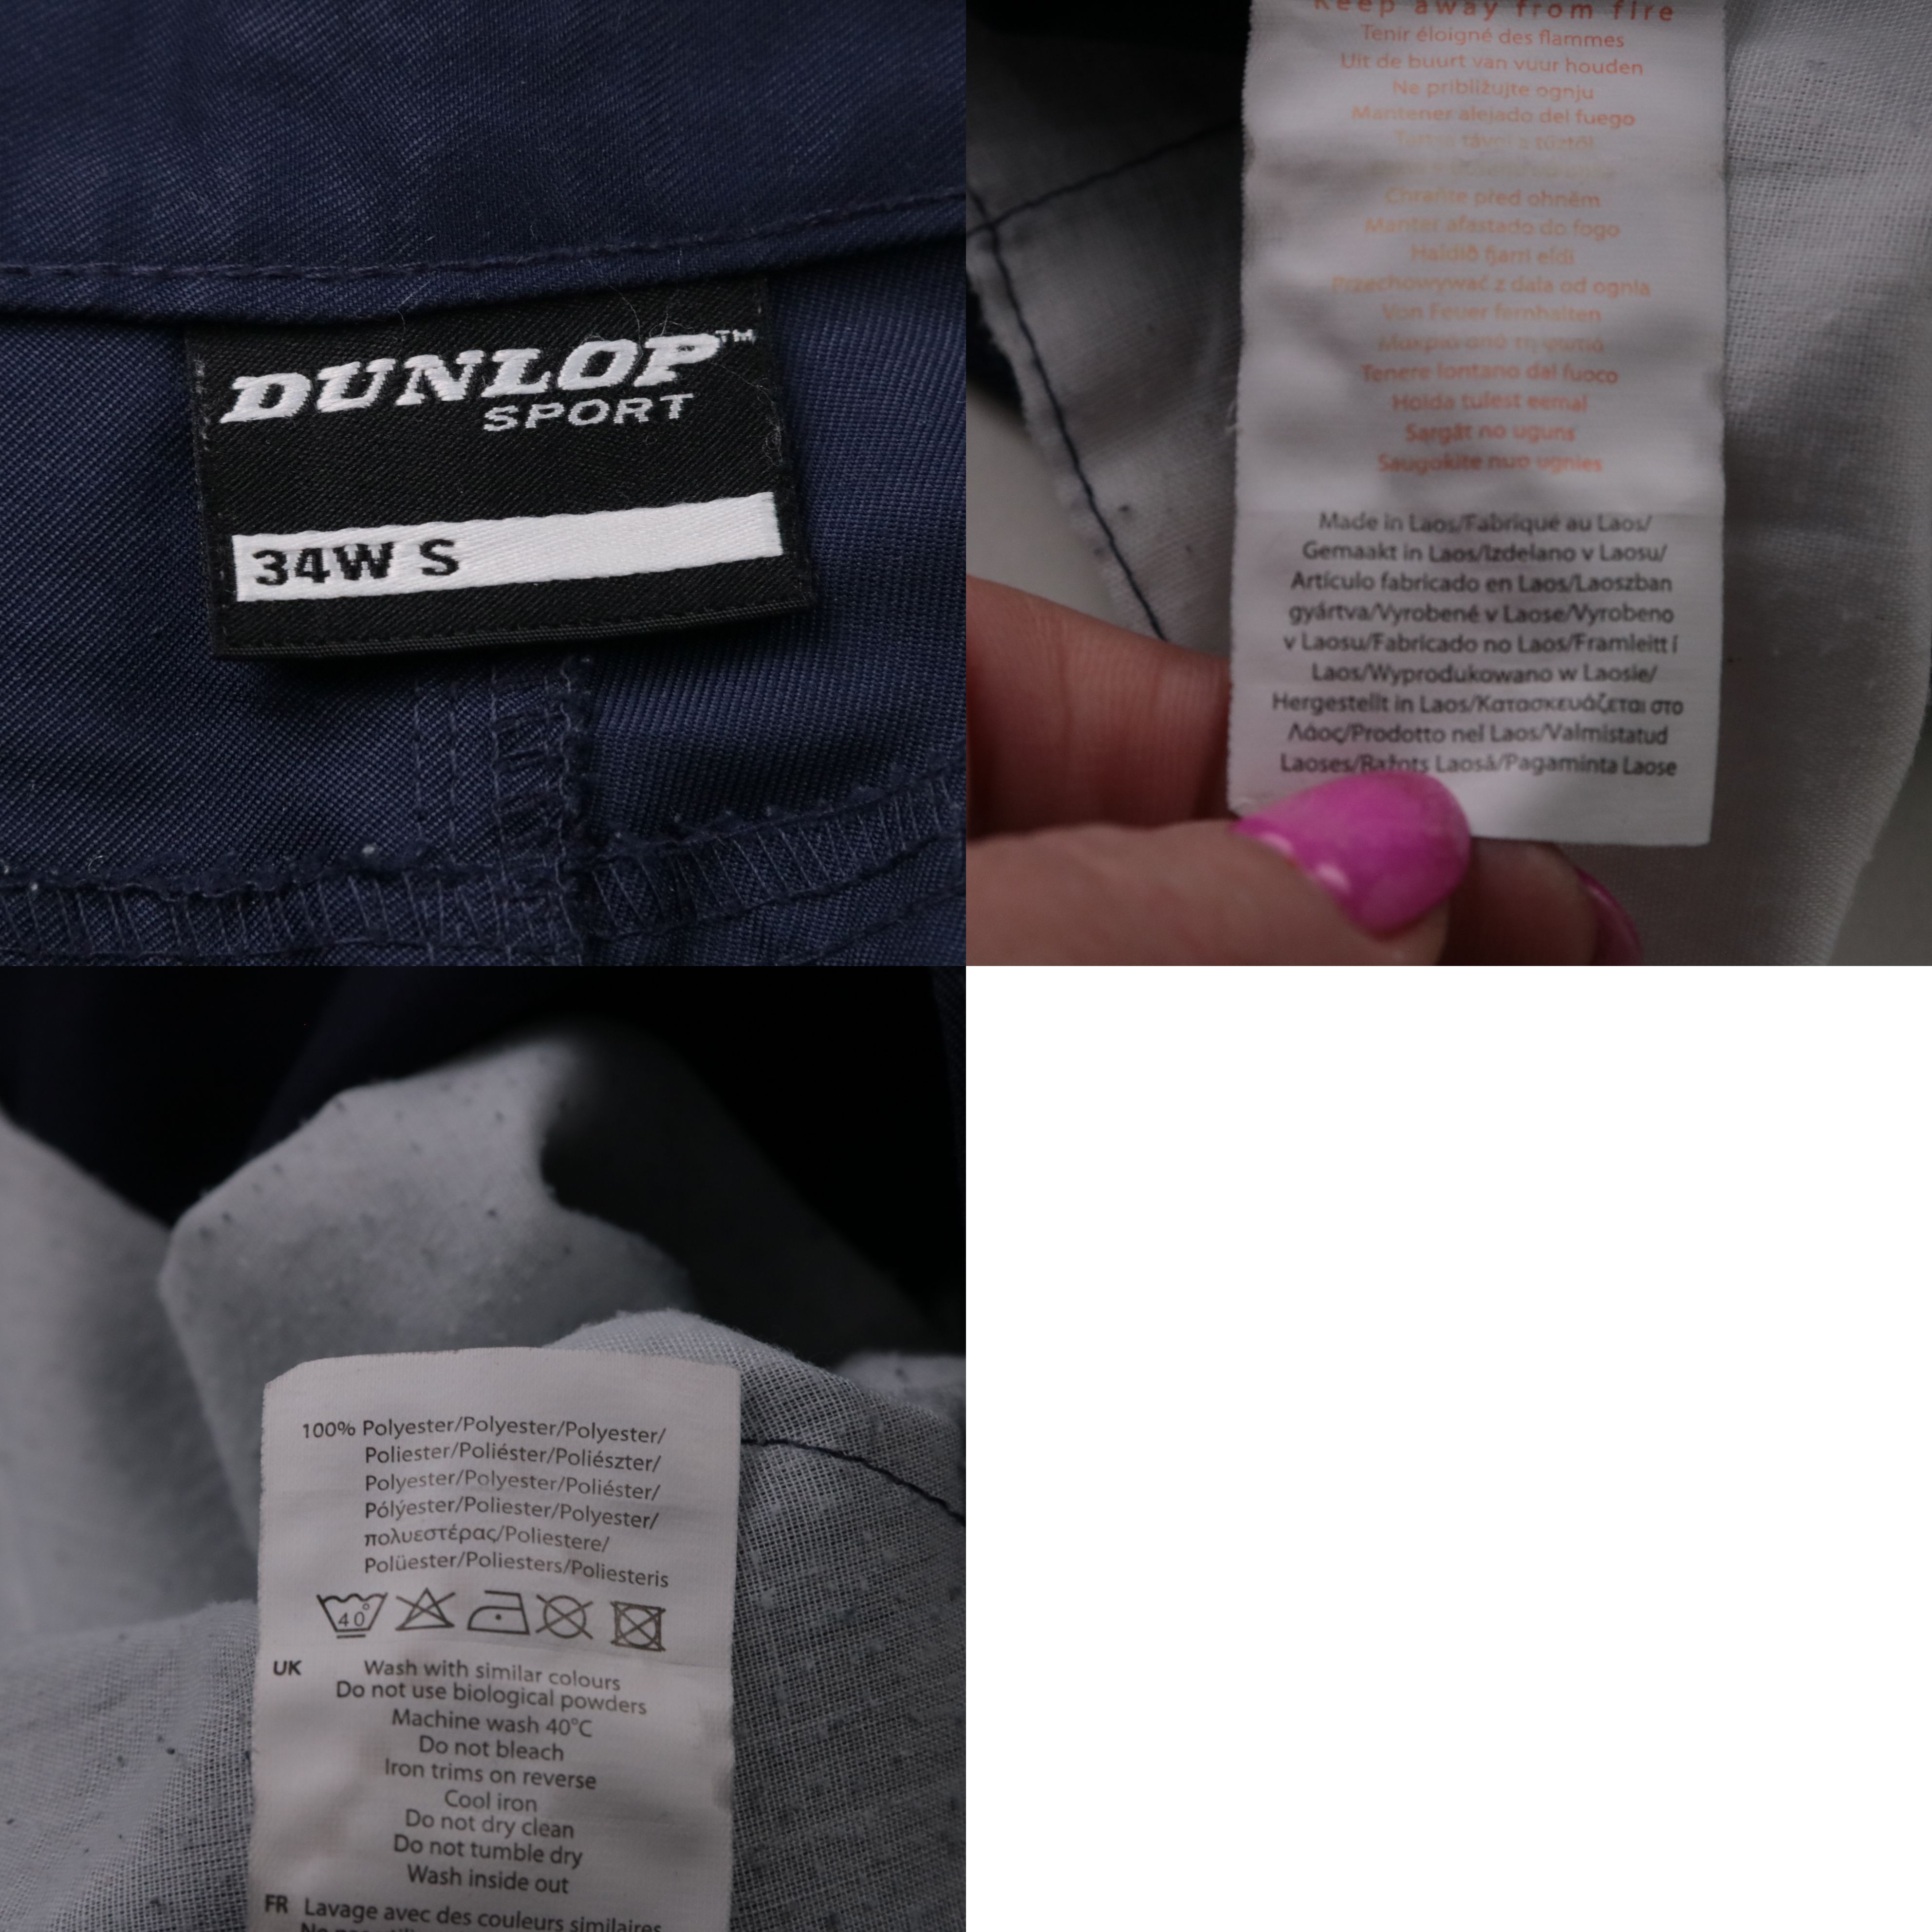 DUNLOP™
SPORT
34W S
Keep away from fire
Tenir éloigné des flammes
Uit de buurt van vuur houden
Ne približujte ognju
Mantener alejado del fuego
Tartsa távol a tűztől
Chraňte před ohněm
Manter afastado do fogo
Haldið fjarri eldi
Przechowywać z dala od ognia
Von Feuer fernhalten
Μακριά από τη φωτιά
Tenere lontano dal fuoco
Hoida tulest eemal
Sargāt no uguns
Saugokite nuo ugnies
Made in Laos/Fabriqué au Laos/
Gemaakt in Laos/Izdelano v Laosu/
Artículo fabricado en Laos/Laoszban
gyártva/Vyrobené v Laose/Vyrobeno
v Laosu/Fabricado no Laos/Framleitt í
Laos/Wyprodukowano w Laosie/
Hergestellt in Laos/Κατασκευάζεται στο
Λάος/Prodotto nel Laos/Valmistatud
Laoses/Ražots Laosā/Pagaminta Laose
100% Polyester/Polyester/Polyester/
Poliester/Poliéster/Poliészter/
Polyester/Polyester/Poliéster/
Pólýester/Poliester/Polyester/
πολυεστέρας/Poliestere/
Polüester/Poliesters/Poliesteris
40°
UK Wash with similar colours
Do not use biological powders
Machine wash 40°C
Do not bleach
Iron trims on reverse
Cool iron
Do not dry clean
Do not tumble dry
Wash inside out
FR Lavage avec des couleurs similaires